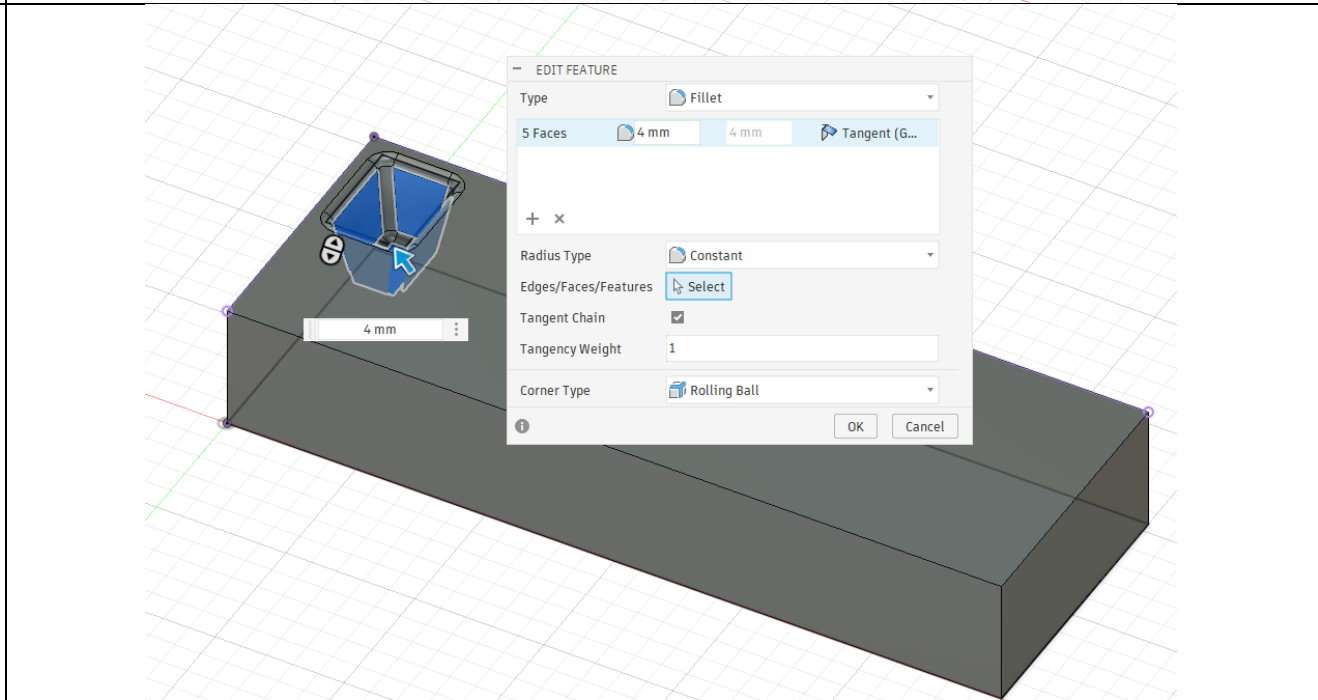 EDIT FEATURE
Type Fillet
5 Faces 4 mm 4 mm Tangent (G...
Radius Type Constant
Edges/Faces/Features Select
Tangent Chain
4 mm
Tangency Weight 1
Corner Type Rolling Ball
OK Cancel